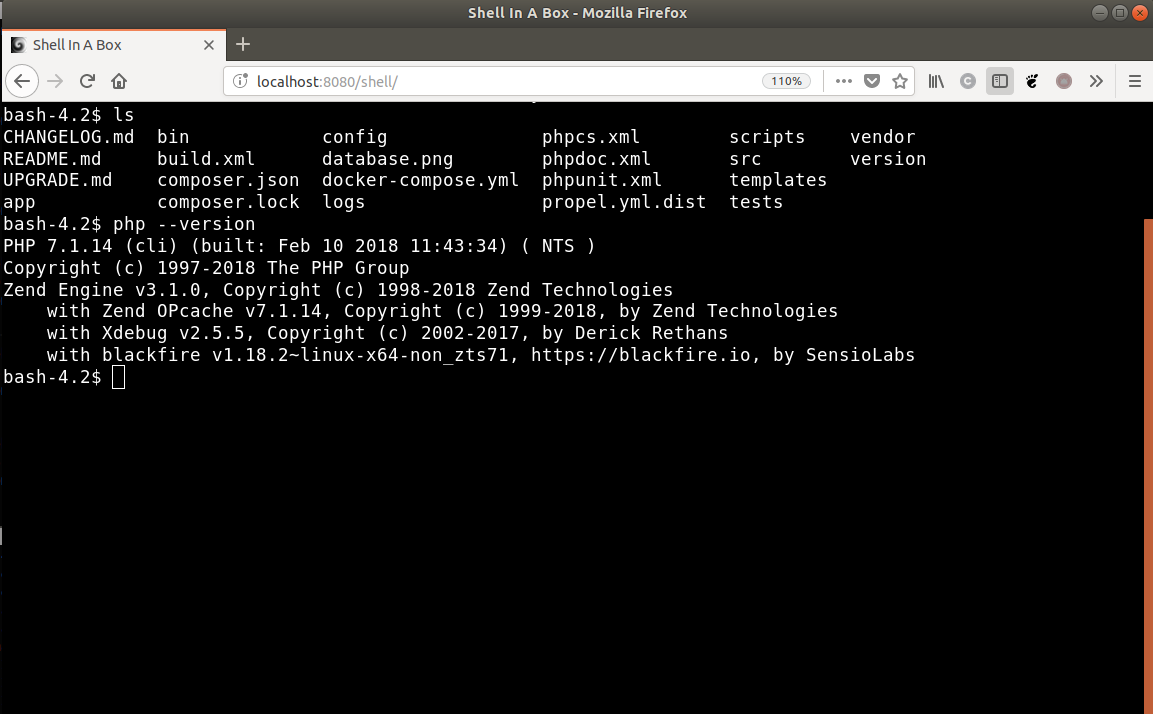 Shell In A Box - Mozilla Firefox
Shell In A Box
localhost:8080/shell/ 110%
bash-4.2$ ls
CHANGELOG.md bin config phpcs.xml scripts vendor
README.md build.xml database.png phpdoc.xml src version
UPGRADE.md composer.json docker-compose.yml phpunit.xml templates
app composer.lock logs propel.yml.dist tests
bash-4.2$ php --version
PHP 7.1.14 (cli) (built: Feb 10 2018 11:43:34) ( NTS )
Copyright (c) 1997-2018 The PHP Group
Zend Engine v3.1.0, Copyright (c) 1998-2018 Zend Technologies
    with Zend OPcache v7.1.14, Copyright (c) 1999-2018, by Zend Technologies
    with Xdebug v2.5.5, Copyright (c) 2002-2017, by Derick Rethans
    with blackfire v1.18.2~linux-x64-non_zts71, https://blackfire.io, by SensioLabs
bash-4.2$